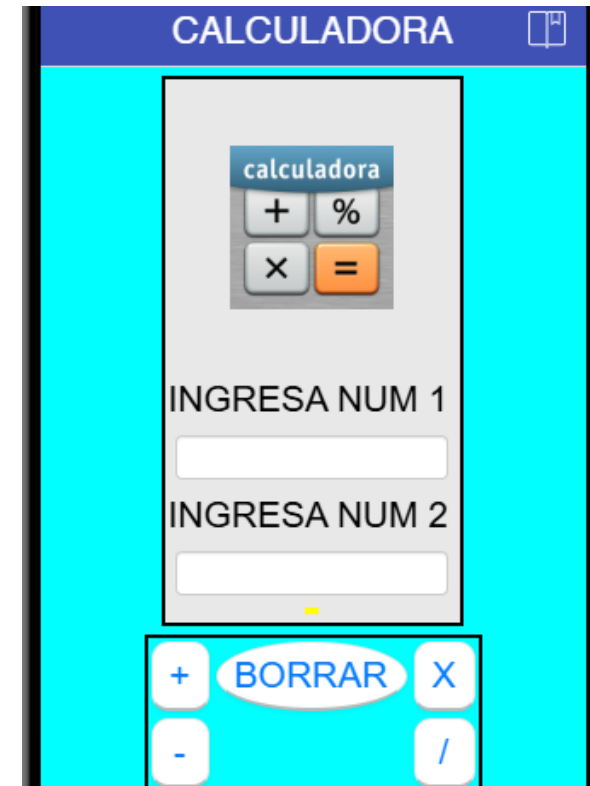 CALCULADORA
calculadora
+ %
× =
INGRESA NUM 1
INGRESA NUM 2
-
+ BORRAR X
- /